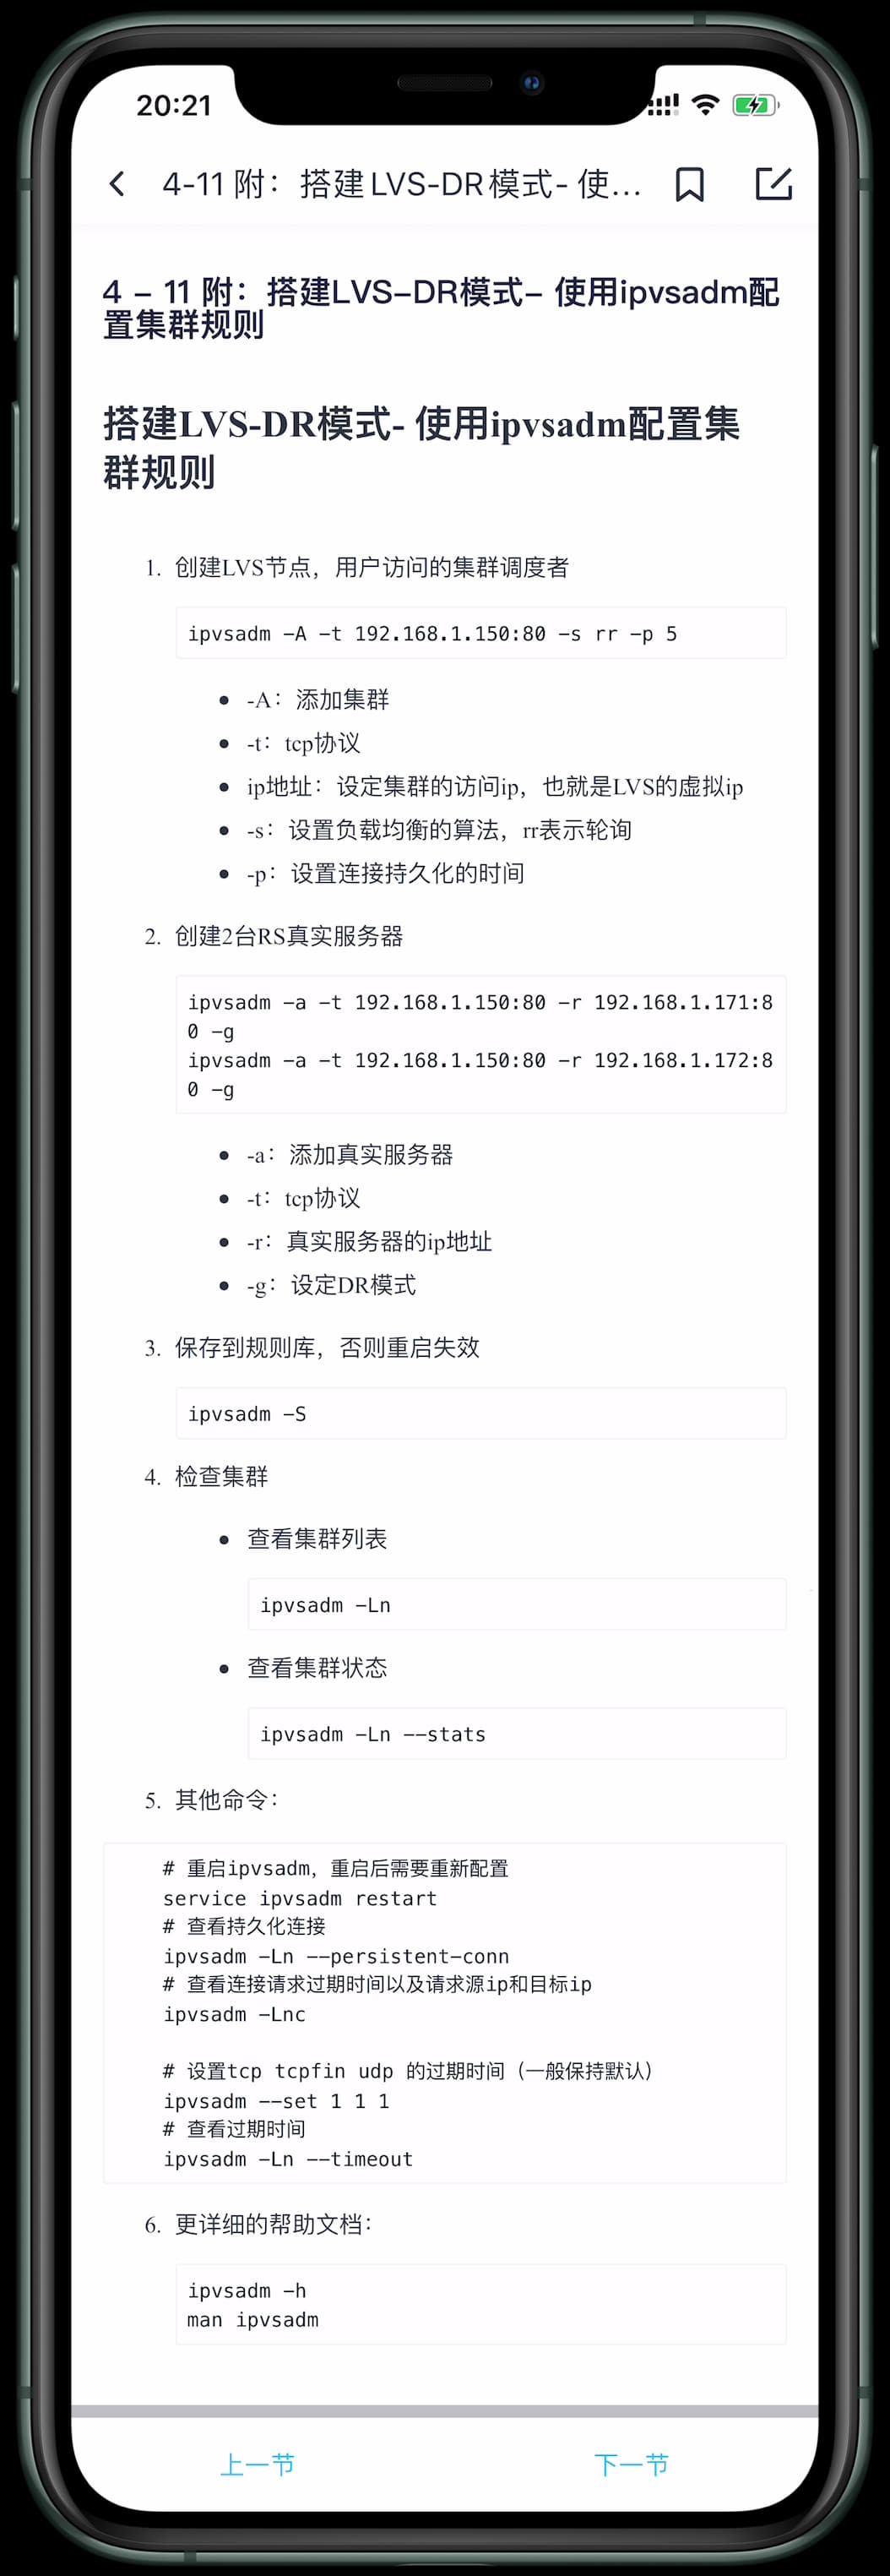 20:21
4-11 附：搭建LVS-DR模式- 使...
4 - 11 附：搭建LVS-DR模式- 使用ipvsadm配
置集群规则
搭建LVS-DR模式- 使用ipvsadm配置集
群规则
1. 创建LVS节点，用户访问的集群调度者
ipvsadm -A -t 192.168.1.150:80 -s rr -p 5
• -A：添加集群
• -t：tcp协议
• ip地址：设定集群的访问ip，也就是LVS的虚拟ip
• -s：设置负载均衡的算法，rr表示轮询
• -p：设置连接持久化的时间
2. 创建2台RS真实服务器
ipvsadm -a -t 192.168.1.150:80 -r 192.168.1.171:8
0 -g
ipvsadm -a -t 192.168.1.150:80 -r 192.168.1.172:8
0 -g
• -a：添加真实服务器
• -t：tcp协议
• -r：真实服务器的ip地址
• -g：设定DR模式
3. 保存到规则库，否则重启失效
ipvsadm -S
4. 检查集群
• 查看集群列表
ipvsadm -Ln
• 查看集群状态
ipvsadm -Ln --stats
5. 其他命令：
# 重启ipvsadm，重启后需要重新配置
service ipvsadm restart
# 查看持久化连接
ipvsadm -Ln --persistent-conn
# 查看连接请求过期时间以及请求源ip和目标ip
ipvsadm -Lnc
# 设置tcp tcpfin udp 的过期时间（一般保持默认）
ipvsadm --set 1 1 1
# 查看过期时间
ipvsadm -Ln --timeout
6. 更详细的帮助文档：
ipvsadm -h
man ipvsadm
上一节
下一节